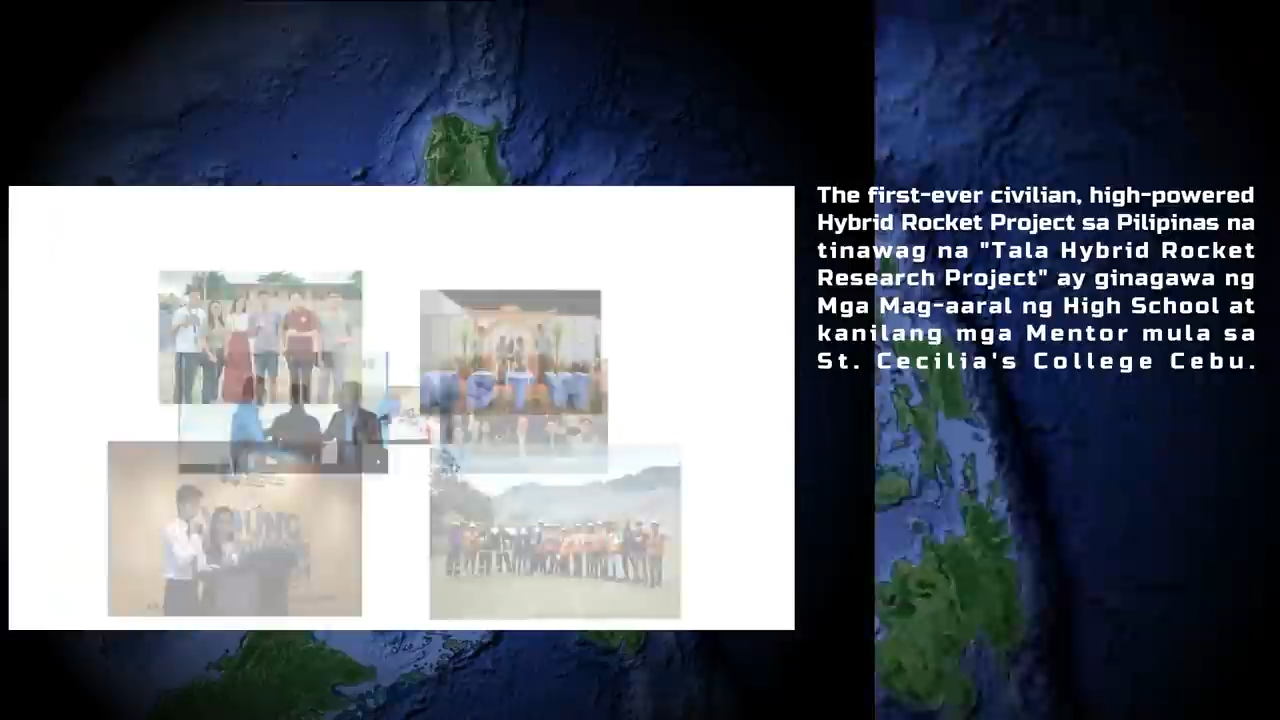 The first-ever civilian, high-powered
Hybrid Rocket Project sa Pilipinas na
tinawag na "Tala Hybrid Rocket
Research Project" ay ginagawa ng
Mga Mag-aaral ng High School at
kanilang mga Mentor mula sa
St. Cecilia's College Cebu.
NSTW